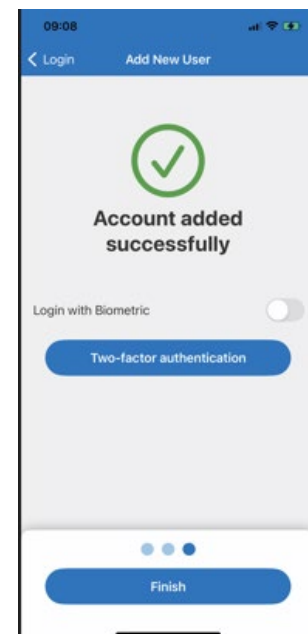 09:08
Login Add New User
Account added
successfully
Login with Biometric
Two-factor authentication
Finish